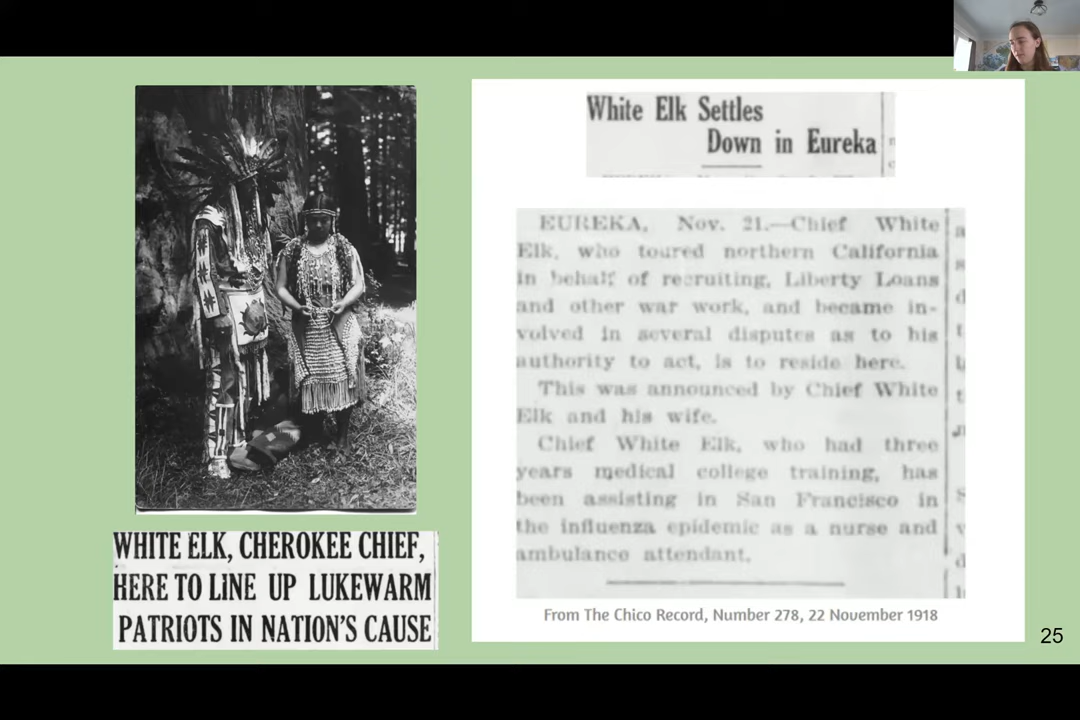 WHITE ELK, CHEROKEE CHIEF,
HERE TO LINE UP LUKEWARM
PATRIOTS IN NATION'S CAUSE
White Elk Settles
Down in Eureka
EUREKA, Nov. 21.—Chief White
Elk, who toured northern California
in behalf of recruiting, Liberty Loans
and other war work, and became in-
volved in several disputes as to his
authority to act, is to reside here.
This was announced by Chief White
Elk and his wife.
Chief White Elk, who had three
years medical college training, has
been assisting in San Francisco in
the influenza epidemic as a nurse and
ambulance attendant.
From The Chico Record, Number 278, 22 November 1918
25